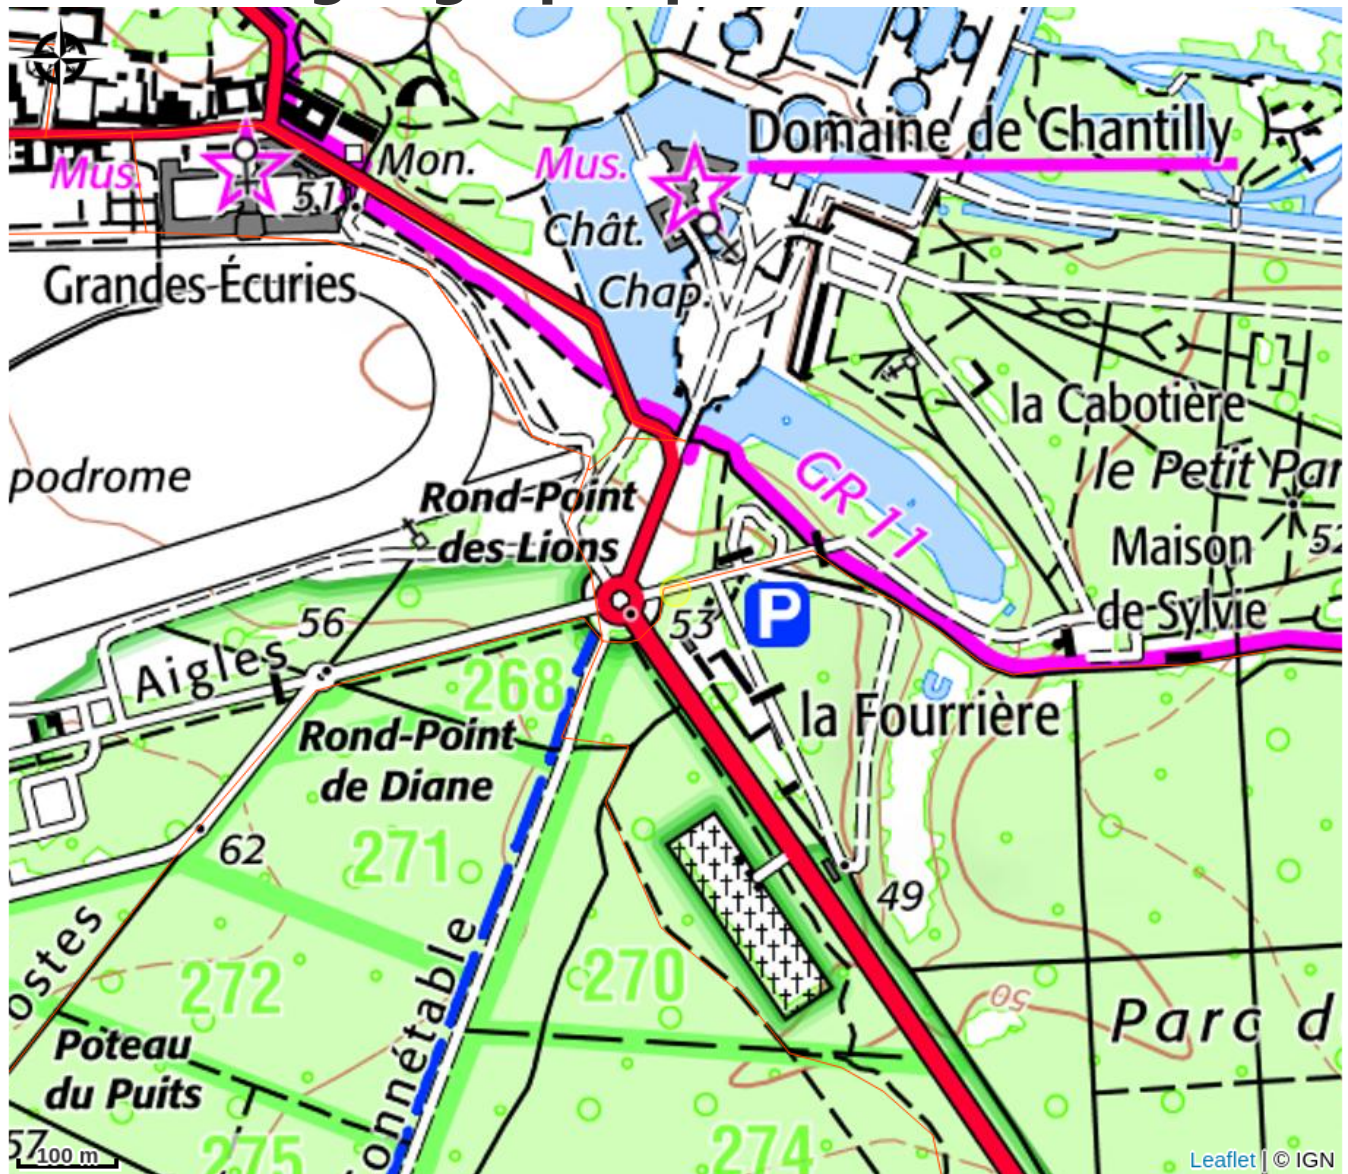 Domaine de Chantilly
Mus.
Mon.
Mus.
51
Chât.
Grandes-Écuries
Chap.
la Cabotière
GR 11
le Petit Par
podrome
Rond-Point
des Lions
Maison
52
de Sylvie
P
56
53
Aigles
268
la Fourrière
Rond-Point
de Diane
62
271
49
ostes
272
270
50
Parc d
Poteau
du Puits
onnétable
57
275
274
100 m
Leaflet | © IGN